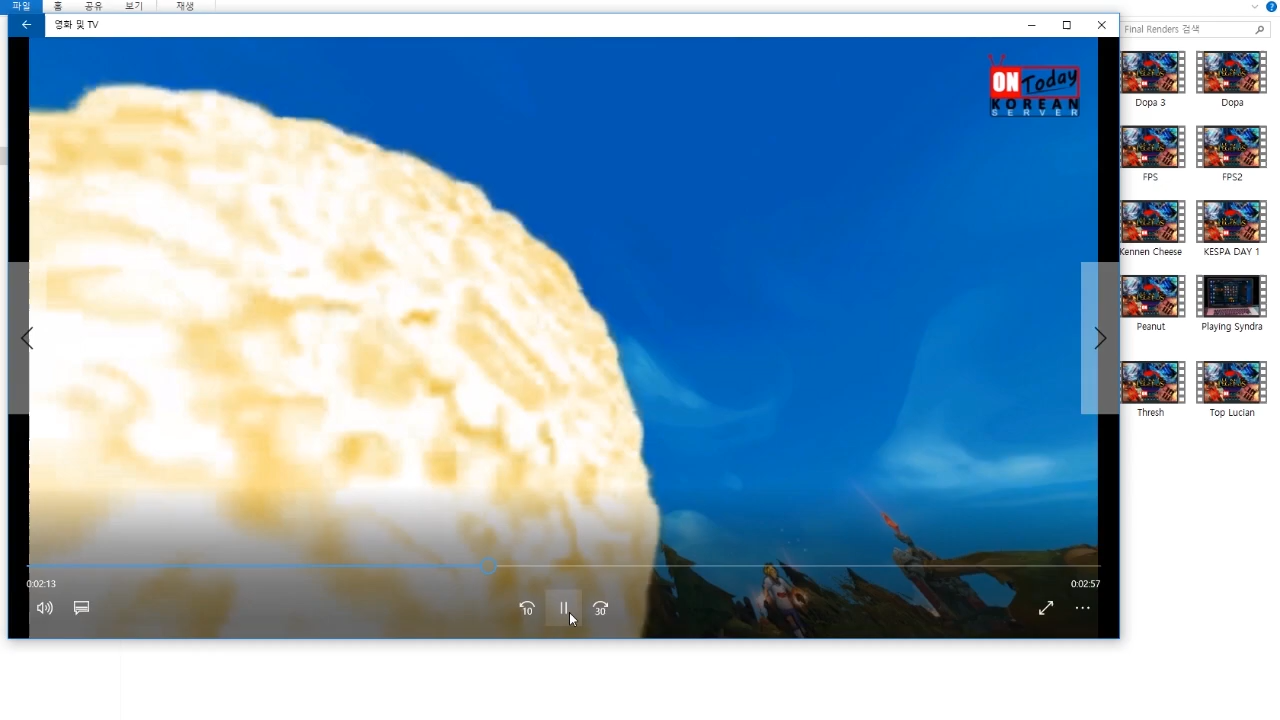 파일 홈 공유 보기 재생
영화 및 TV
Final Renders 검색
ON Today
KOREAN
SERVER
Dopa 3 Dopa
FPS FPS2
Kennen Cheese KESPA DAY 1
Peanut Playing Syndra
Thresh Top Lucian
0:02:13 0:02:57
10 30